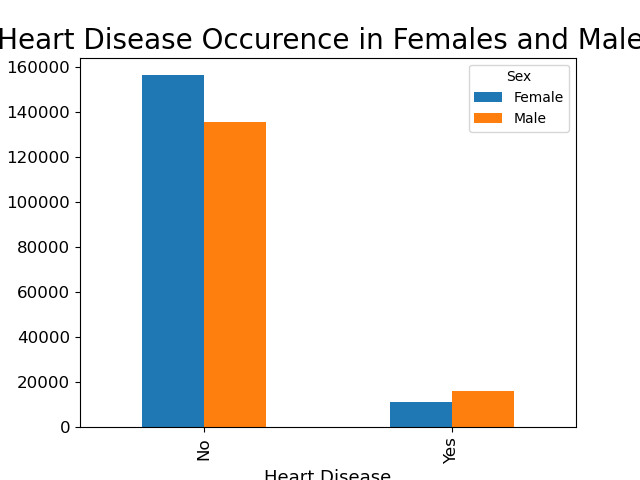 Heart Disease Occurence in Females and Male
160000
140000
120000
100000
80000
60000
40000
20000
0
Sex
Female
Male
No
Yes
Heart Disease